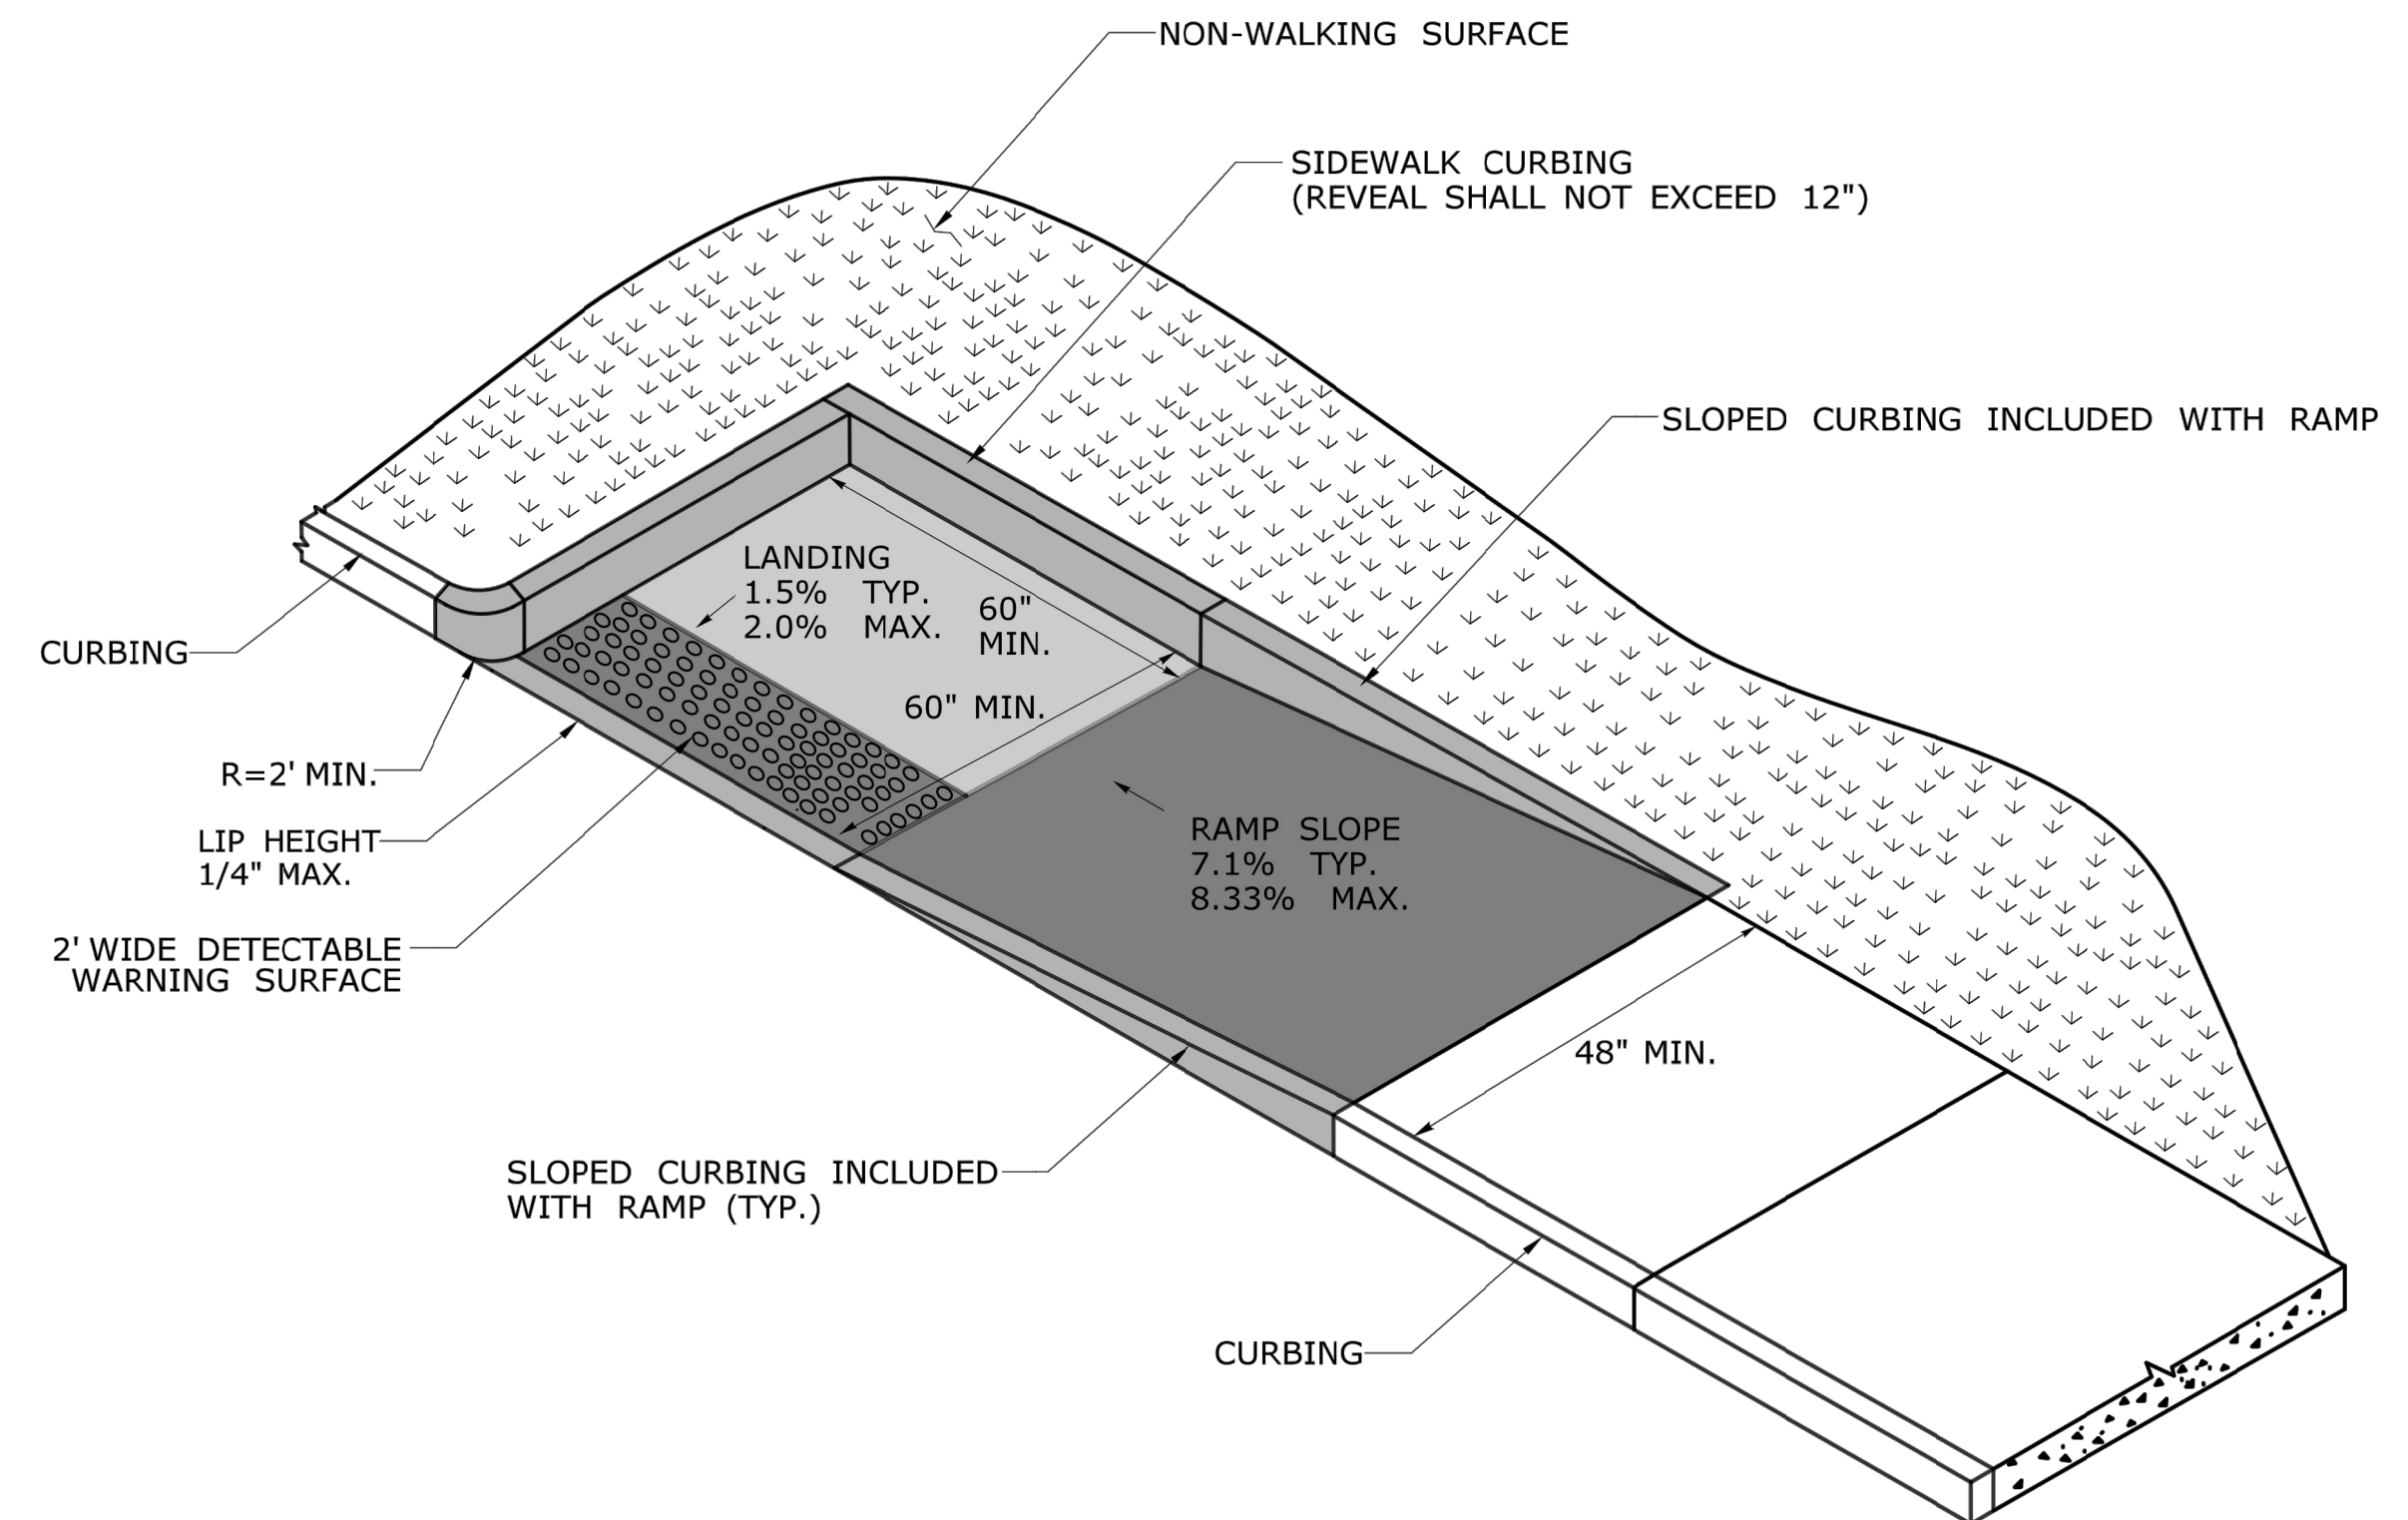 NON-WALKING SURFACE
SIDEWALK CURBING
(REVEAL SHALL NOT EXCEED 12")
SLOPED CURBING INCLUDED WITH RAMP
LANDING
1.5% TYP.
2.0% MAX.
60"
MIN.
60" MIN.
CURBING
R=2' MIN.
LIP HEIGHT
1/4" MAX.
RAMP SLOPE
7.1% TYP.
8.33% MAX.
2' WIDE DETECTABLE
WARNING SURFACE
48" MIN.
SLOPED CURBING INCLUDED
WITH RAMP (TYP.)
CURBING